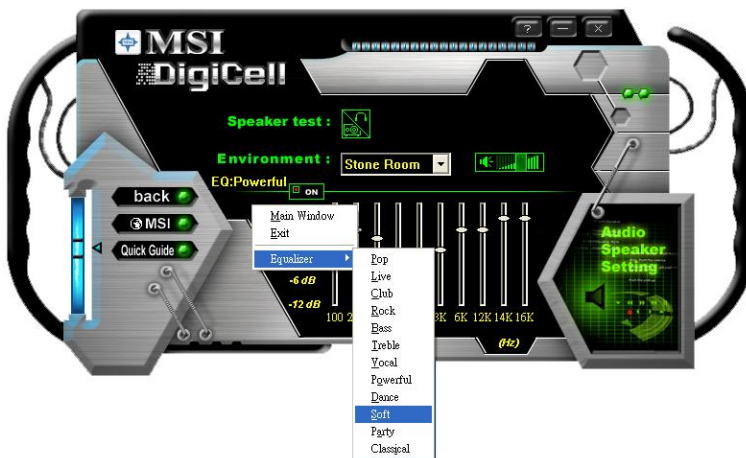 MSI
DigiCell
Speaker test :
Environment : Stone Room
EQ:Powerful
ON
back
MSI
Quick Guide
Main Window
Exit
Equalizer
-6 dB
-12 dB
Pop
Live
Club
Rock
Bass
Treble
Vocal
Powerful
Dance
Soft
Party
Classical
100 2 3K 6K 12K 14K 16K
(Hz)
Audio
Speaker
Setting